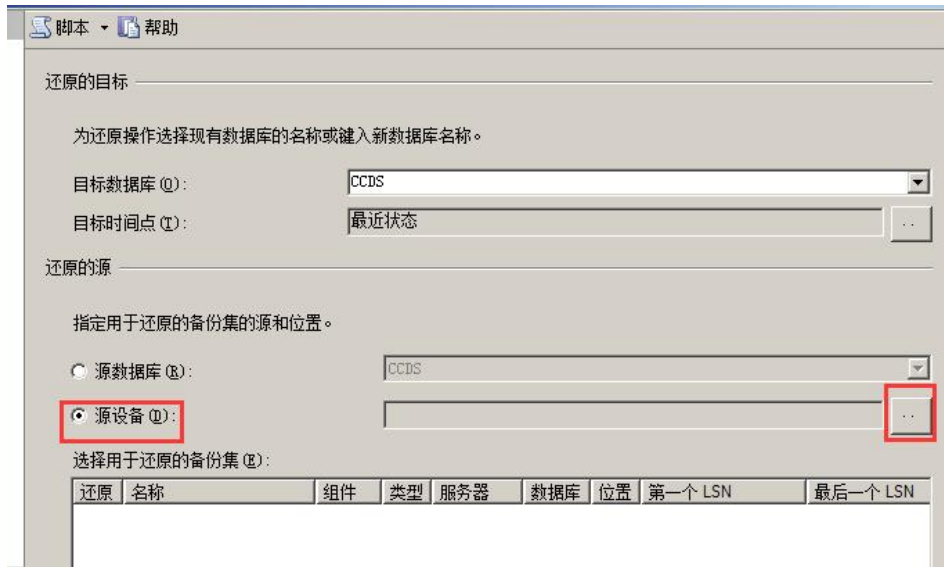 脚本 帮助
还原的目标
为还原操作选择现有数据库的名称或键入新数据库名称。
目标数据库(O): CCDS
目标时间点(T): 最近状态 ..
还原的源
指定用于还原的备份集的源和位置。
源数据库(R): CCDS
源设备(D): ..
选择用于还原的备份集(E):
还原 名称 组件 类型 服务器 数据库 位置 第一个 LSN 最后一个 LSN